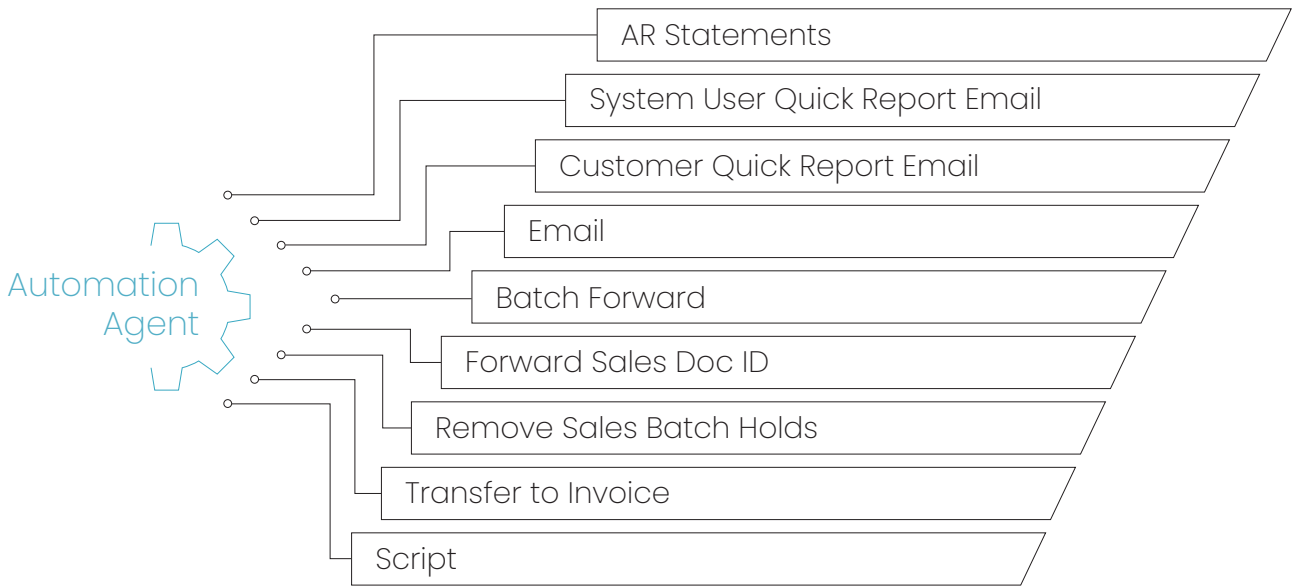 Automation
Agent
AR Statements
System User Quick Report Email
Customer Quick Report Email
Email
Batch Forward
Forward Sales Doc ID
Remove Sales Batch Holds
Transfer to Invoice
Script